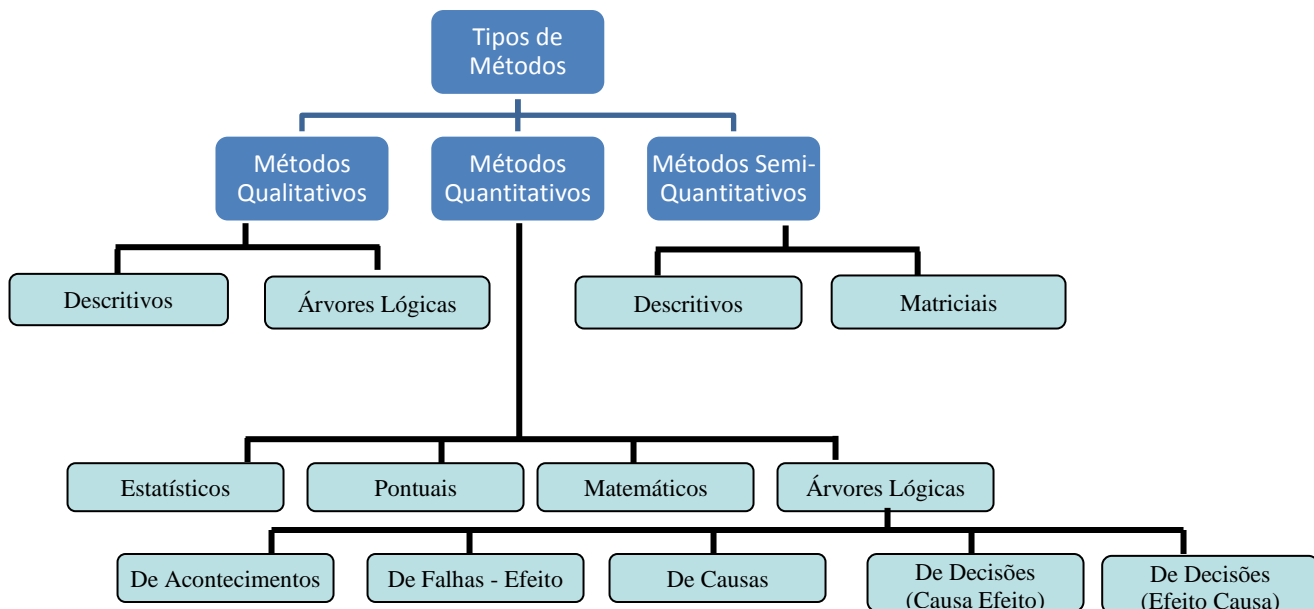 Tipos de
Métodos
Métodos
Qualitativos
Métodos
Quantitativos
Métodos Semi-
Quantitativos
Descritivos
Árvores Lógicas
Descritivos
Matriciais
Estatísticos
Pontuais
Matemáticos
Árvores Lógicas
De Acontecimentos
De Falhas - Efeito
De Causas
De Decisões
(Causa Efeito)
De Decisões
(Efeito Causa)